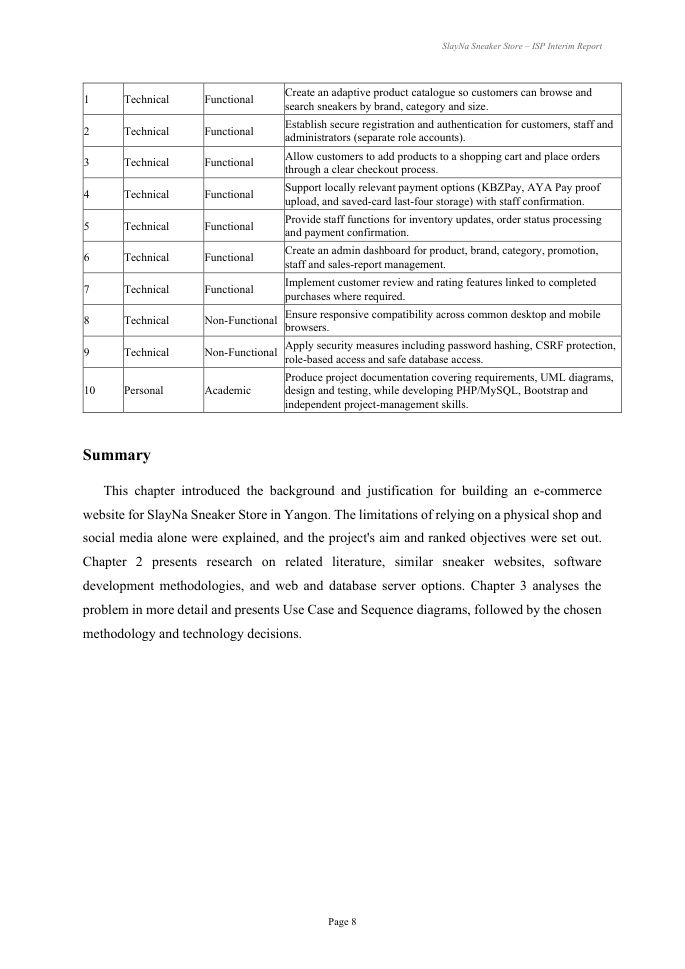 SlayNa Sneaker Store – ISP Interim Report
1 Technical Functional Create an adaptive product catalogue so customers can browse and
search sneakers by brand, category and size.
2 Technical Functional Establish secure registration and authentication for customers, staff and
administrators (separate role accounts).
3 Technical Functional Allow customers to add products to a shopping cart and place orders
through a clear checkout process.
4 Technical Functional Support locally relevant payment options (KBZPay, AYA Pay proof
upload, and saved-card last-four storage) with staff confirmation.
5 Technical Functional Provide staff functions for inventory updates, order status processing
and payment confirmation.
6 Technical Functional Create an admin dashboard for product, brand, category, promotion,
staff and sales-report management.
7 Technical Functional Implement customer review and rating features linked to completed
purchases where required.
8 Technical Non-Functional Ensure responsive compatibility across common desktop and mobile
browsers.
9 Technical Non-Functional Apply security measures including password hashing, CSRF protection,
role-based access and safe database access.
10 Personal Academic Produce project documentation covering requirements, UML diagrams,
design and testing, while developing PHP/MySQL, Bootstrap and
independent project-management skills.
Summary
This chapter introduced the background and justification for building an e-commerce
website for SlayNa Sneaker Store in Yangon. The limitations of relying on a physical shop and
social media alone were explained, and the project's aim and ranked objectives were set out.
Chapter 2 presents research on related literature, similar sneaker websites, software
development methodologies, and web and database server options. Chapter 3 analyses the
problem in more detail and presents Use Case and Sequence diagrams, followed by the chosen
methodology and technology decisions.
Page 8